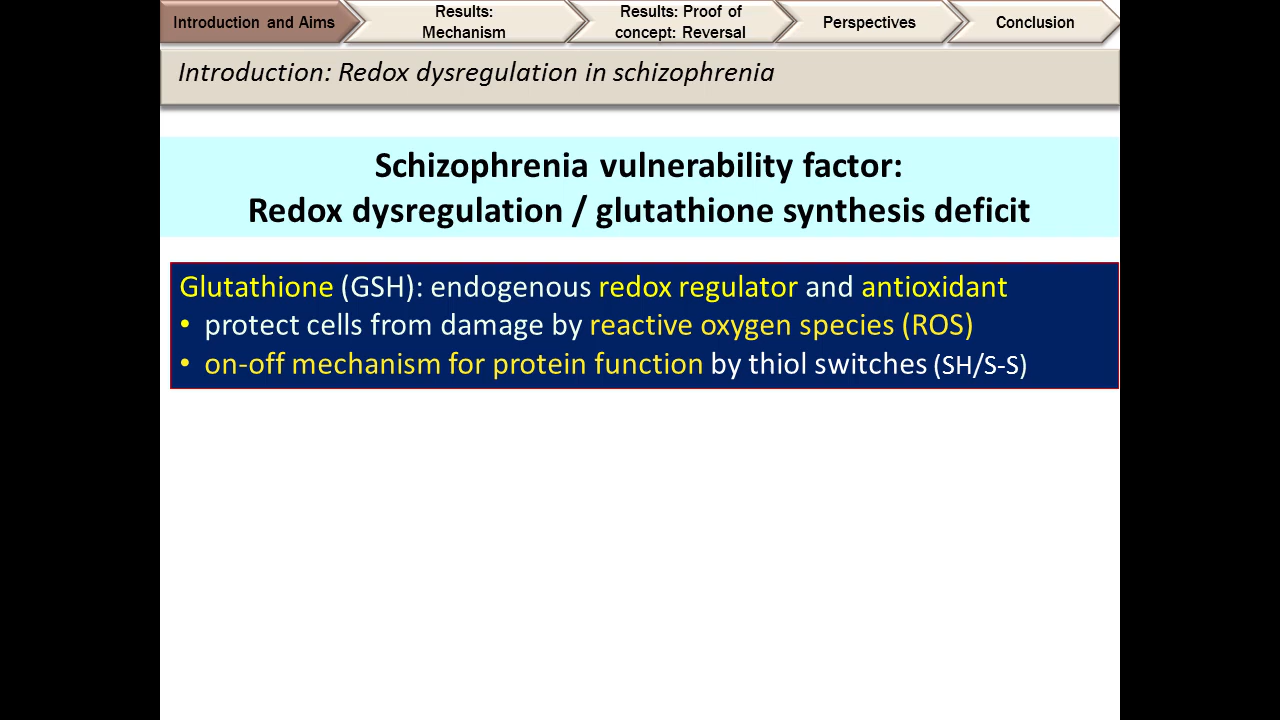 Introduction and Aims
Results:
Mechanism
Results: Proof of
concept: Reversal
Perspectives
Conclusion
Introduction: Redox dysregulation in schizophrenia
Schizophrenia vulnerability factor:
Redox dysregulation / glutathione synthesis deficit
Glutathione (GSH): endogenous redox regulator and antioxidant
• protect cells from damage by reactive oxygen species (ROS)
• on-off mechanism for protein function by thiol switches (SH/S-S)